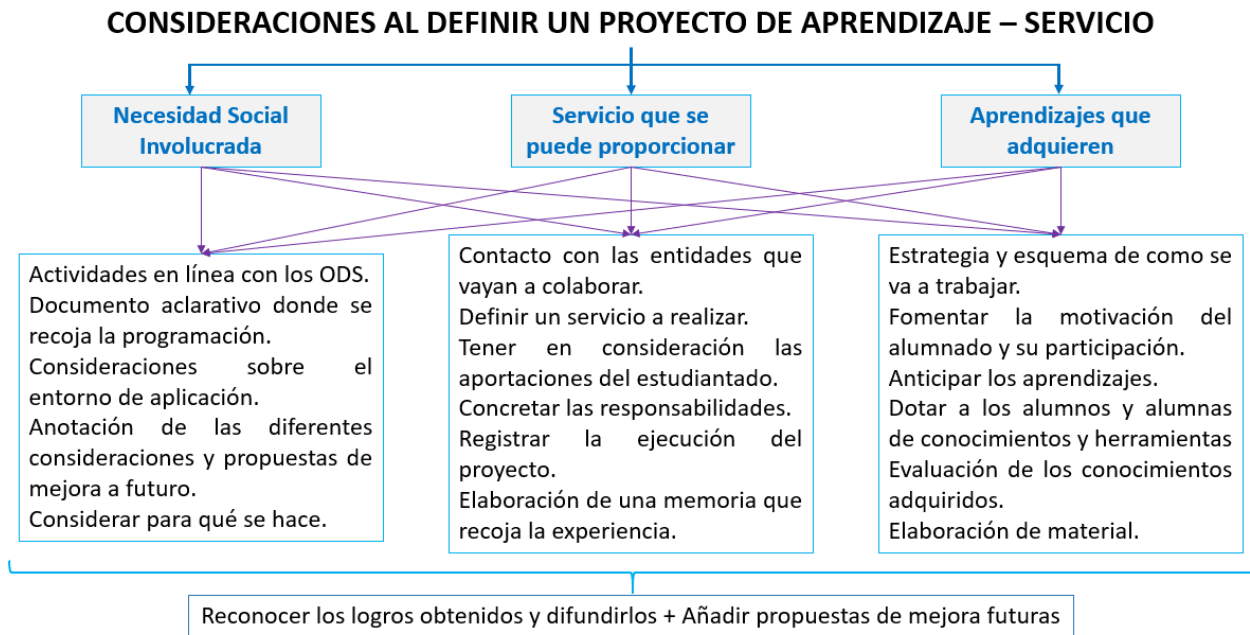 CONSIDERACIONES AL DEFINIR UN PROYECTO DE APRENDIZAJE – SERVICIO
Necesidad Social
Involucrada
Servicio que se
puede proporcionar
Aprendizajes que
adquieren
Actividades en línea con los ODS.
Documento aclarativo donde se
recoja la programación.
Consideraciones sobre el
entorno de aplicación.
Anotación de las diferentes
consideraciones y propuestas de
mejora a futuro.
Considerar para qué se hace.
Contacto con las entidades que
vayan a colaborar.
Definir un servicio a realizar.
Tener en consideración las
aportaciones del estudiantado.
Concretar las responsabilidades.
Registrar la ejecución del
proyecto.
Elaboración de una memoria que
recoja la experiencia.
Estrategia y esquema de como se
va a trabajar.
Fomentar la motivación del
alumnado y su participación.
Anticipar los aprendizajes.
Dotar a los alumnos y alumnas
de conocimientos y herramientas
Evaluación de los conocimientos
adquiridos.
Elaboración de material.
Reconocer los logros obtenidos y difundirlos + Añadir propuestas de mejora futuras